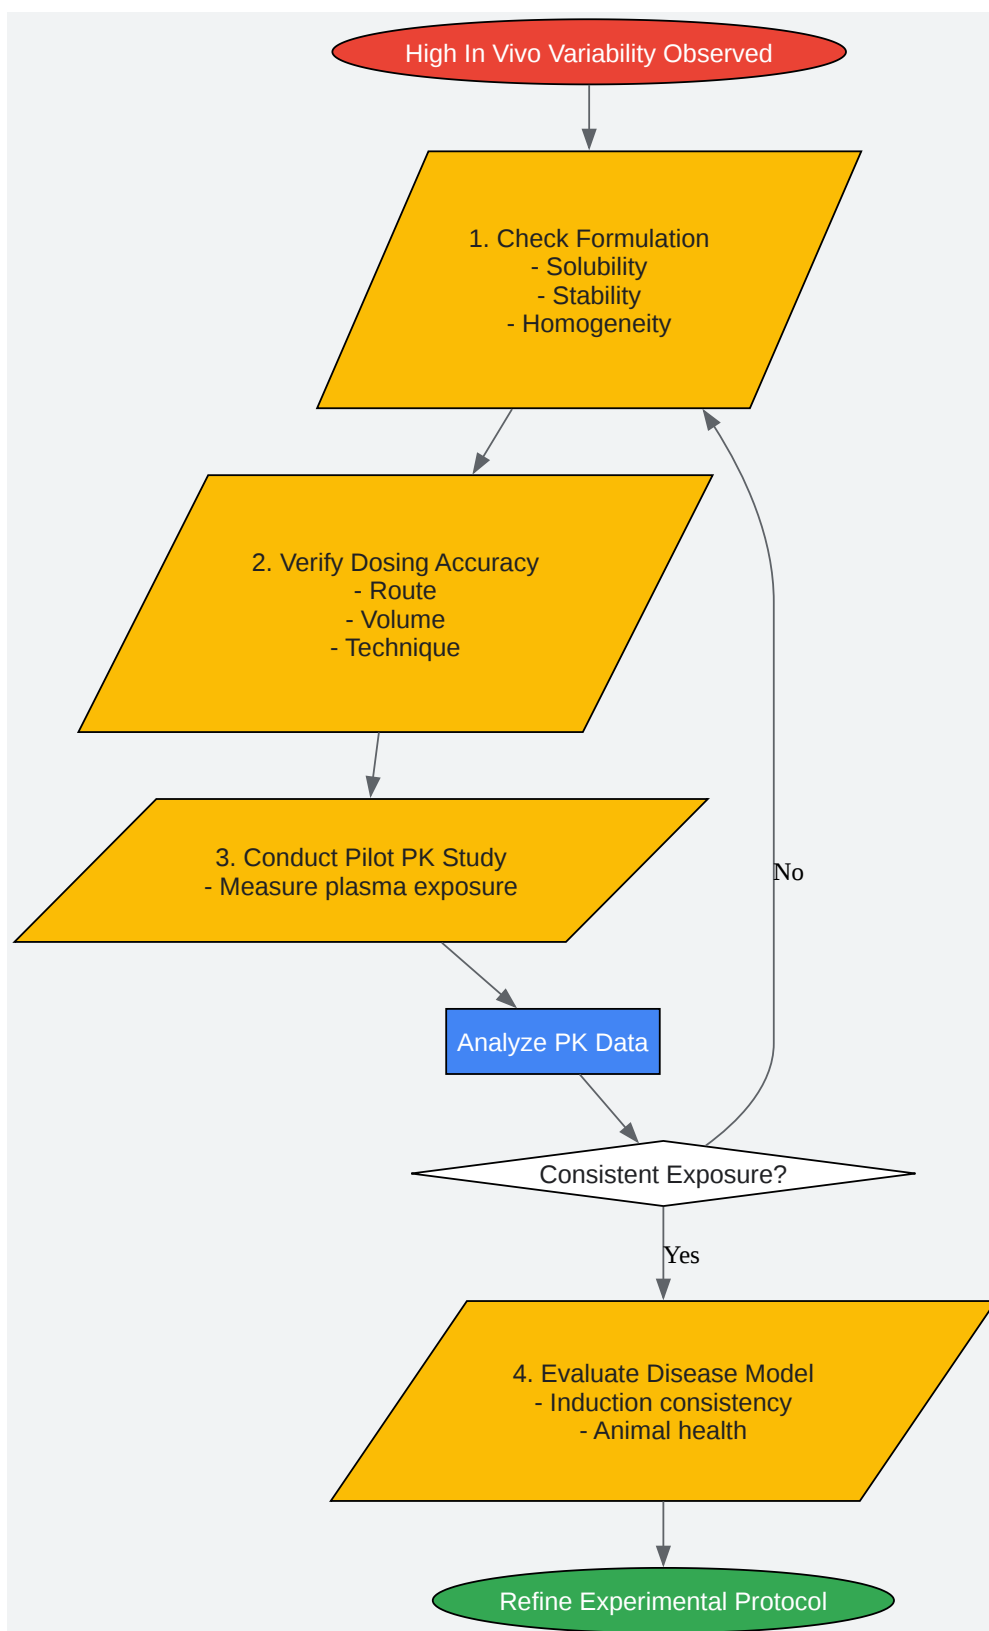 High In Vivo Variability Observed
1. Check Formulation
- Solubility
- Stability
- Homogeneity
2. Verify Dosing Accuracy
- Route
- Volume
- Technique
3. Conduct Pilot PK Study
- Measure plasma exposure
No
Analyze PK Data
Consistent Exposure?
Yes
4. Evaluate Disease Model
- Induction consistency
- Animal health
Refine Experimental Protocol